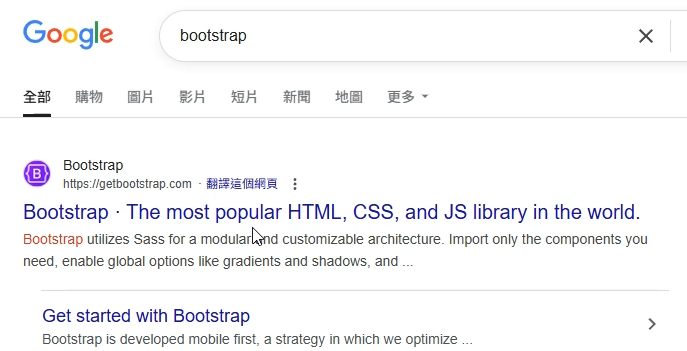 Google
bootstrap
全部 購物 圖片 影片 短片 新聞 地圖 更多
B
Bootstrap
https://getbootstrap.com · 翻譯這個網頁
Bootstrap · The most popular HTML, CSS, and JS library in the world.
Bootstrap utilizes Sass for a modular and customizable architecture. Import only the components you
need, enable global options like gradients and shadows, and ...
Get started with Bootstrap
Bootstrap is developed mobile first, a strategy in which we optimize ...